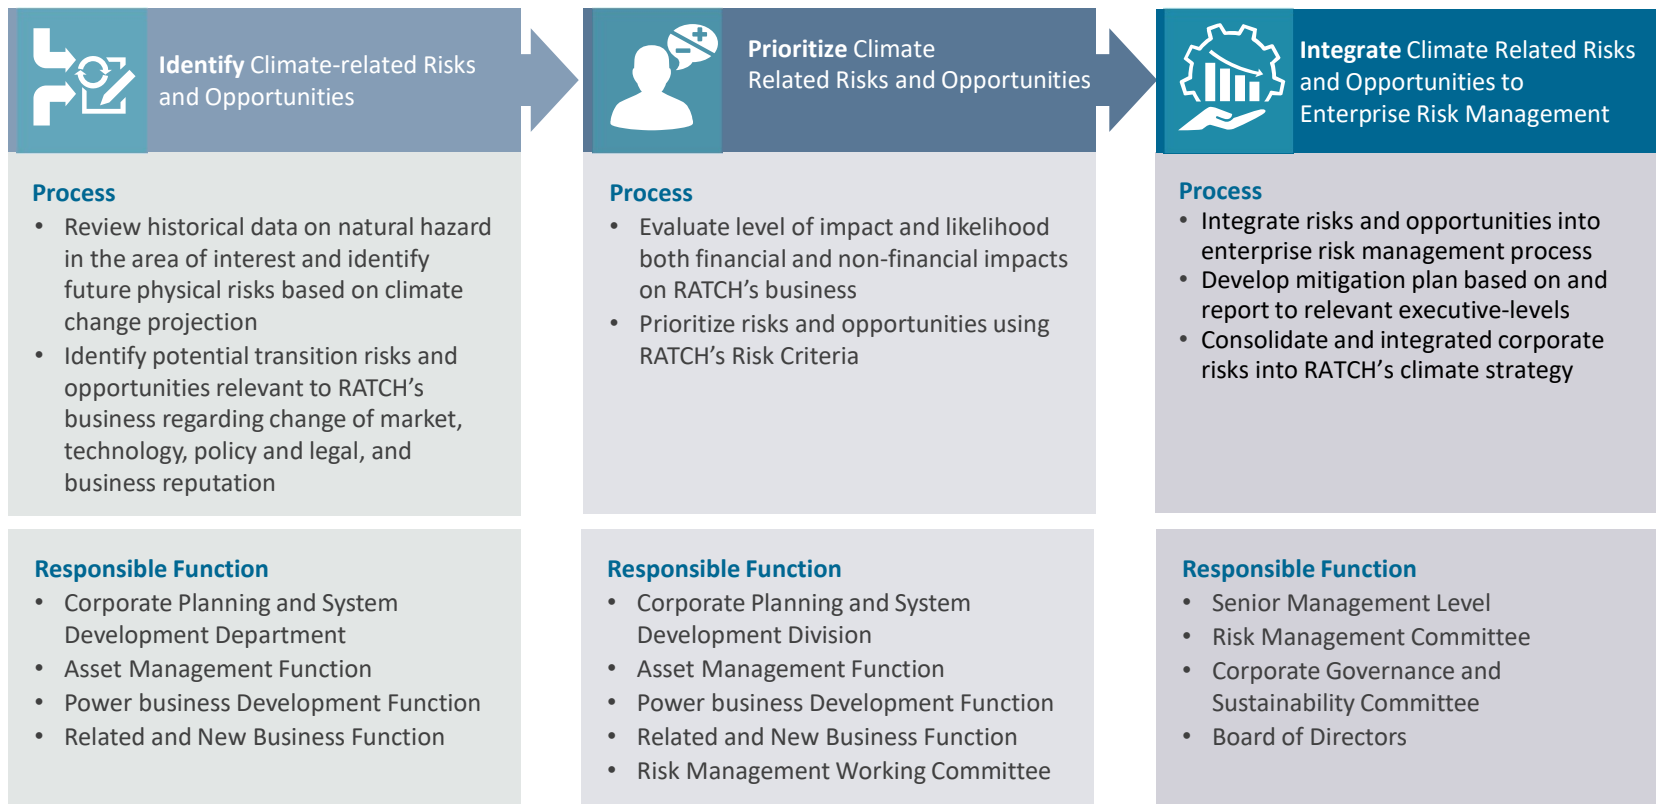 Identify Climate-related Risks
and Opportunities
Prioritize Climate
Related Risks and Opportunities
Integrate Climate Related Risks
and Opportunities to
Enterprise Risk Management
Process
• Review historical data on natural hazard
in the area of interest and identify
future physical risks based on climate
change projection
• Identify potential transition risks and
opportunities relevant to RATCH’s
business regarding change of market,
technology, policy and legal, and
business reputation
Process
• Evaluate level of impact and likelihood
both financial and non-financial impacts
on RATCH’s business
• Prioritize risks and opportunities using
RATCH’s Risk Criteria
Process
• Integrate risks and opportunities into
enterprise risk management process
• Develop mitigation plan based on and
report to relevant executive-levels
• Consolidate and integrated corporate
risks into RATCH’s climate strategy
Responsible Function
• Corporate Planning and System
Development Department
• Asset Management Function
• Power business Development Function
• Related and New Business Function
Responsible Function
• Corporate Planning and System
Development Division
• Asset Management Function
• Power business Development Function
• Related and New Business Function
• Risk Management Working Committee
Responsible Function
• Senior Management Level
• Risk Management Committee
• Corporate Governance and
Sustainability Committee
• Board of Directors